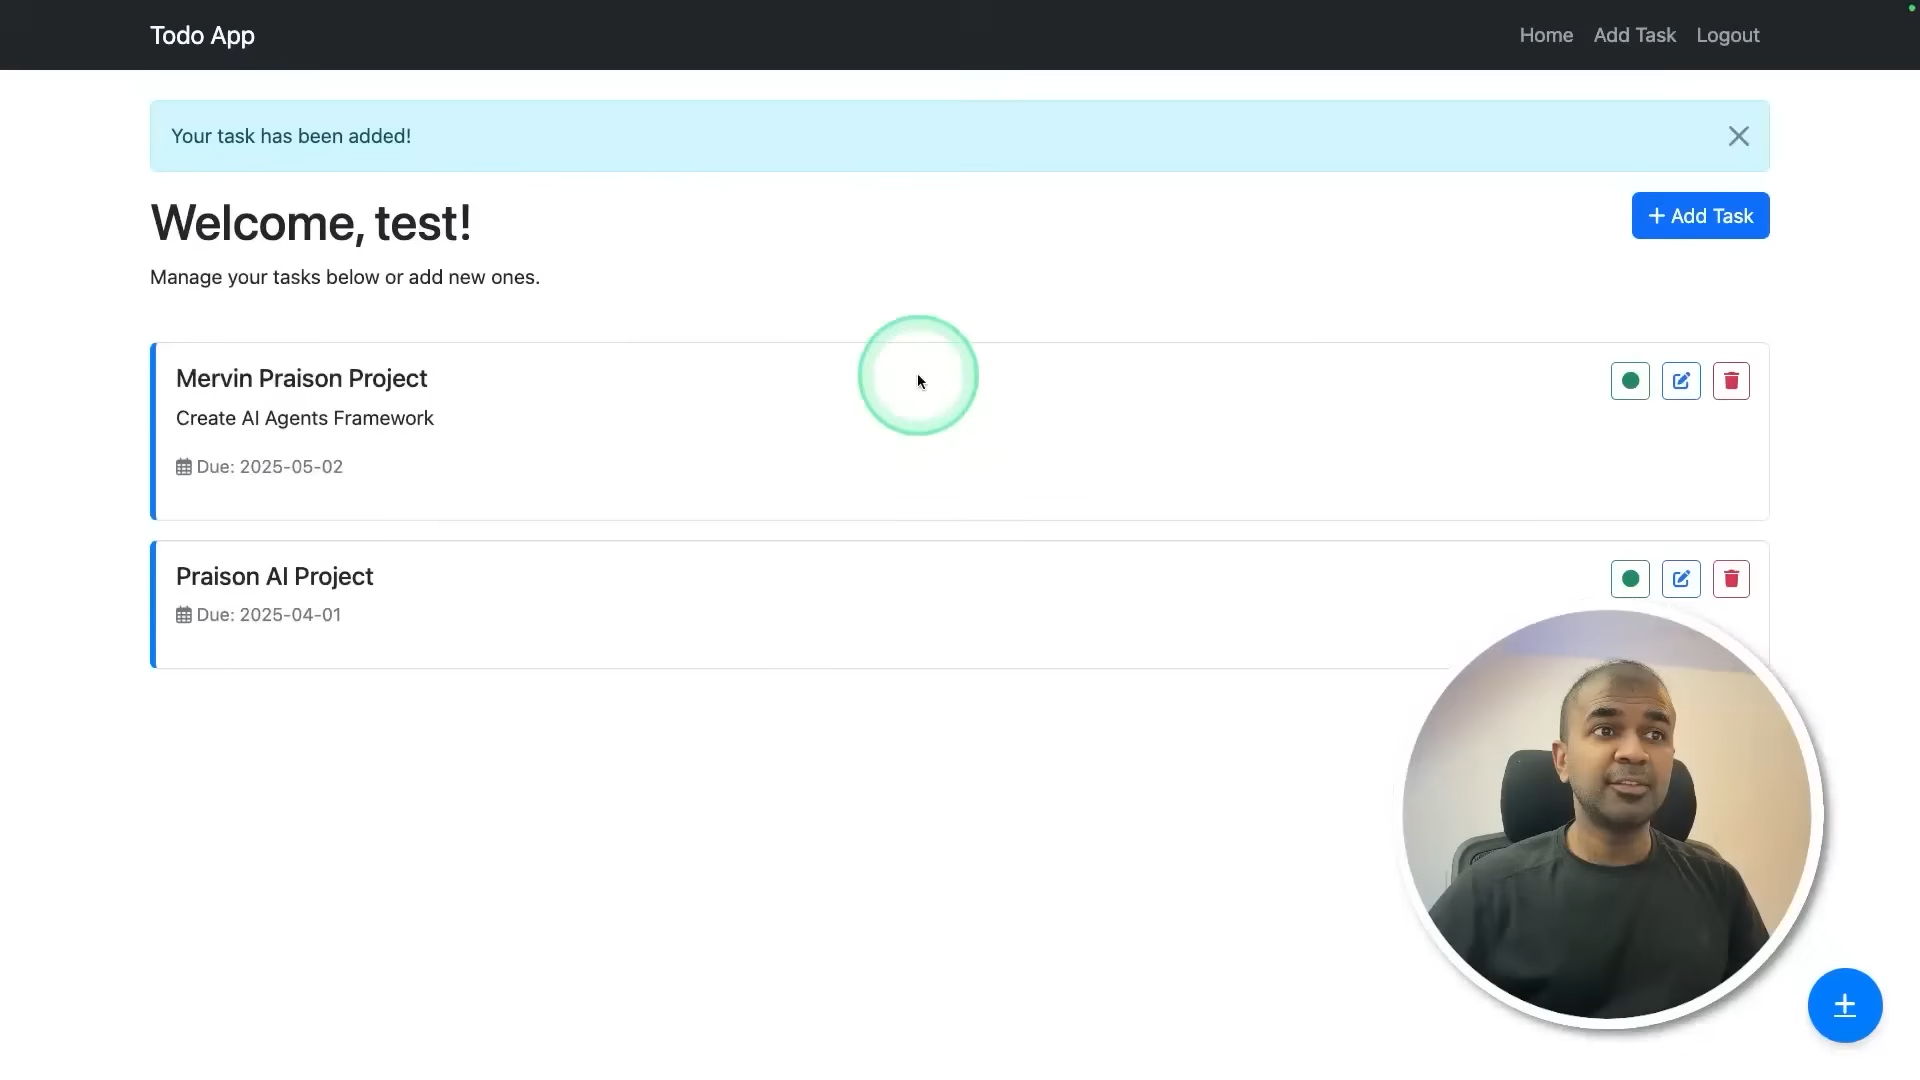 Todo App
Home Add Task Logout
Your task has been added!
Welcome, test!
+ Add Task
Manage your tasks below or add new ones.
Mervin Praison Project
Create AI Agents Framework
Due: 2025-05-02
Praison AI Project
Due: 2025-04-01